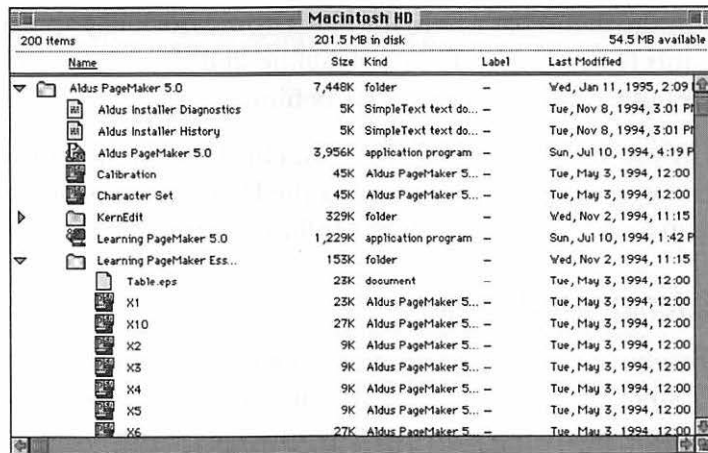 Macintosh HD
200 items 201.5 MB in disk 54.5 MB available
Name Size Kind Label Last Modified
Aldus PageMaker 5.0 7,448K folder – Wed, Jan 11, 1995, 2:09
Aldus Installer Diagnostics 5K SimpleText text do... – Tue, Nov 8, 1994, 3:01 P
Aldus Installer History 5K SimpleText text do... – Tue, Nov 8, 1994, 3:01 P
Aldus PageMaker 5.0 3,956K application program – Sun, Jul 10, 1994, 4:19 P
Calibration 45K Aldus PageMaker 5... – Tue, May 3, 1994, 12:00
Character Set 45K Aldus PageMaker 5... – Tue, May 3, 1994, 12:00
KernEdit 329K folder – Wed, Nov 2, 1994, 11:15
Learning PageMaker 5.0 1,229K application program – Sun, Jul 10, 1994, 1:42 P
Learning PageMaker Ess... 153K folder – Wed, Nov 2, 1994, 11:15
Table.eps 23K document – Tue, May 3, 1994, 12:00
X1 23K Aldus PageMaker 5... – Tue, May 3, 1994, 12:00
X10 27K Aldus PageMaker 5... – Tue, May 3, 1994, 12:00
X2 9K Aldus PageMaker 5... – Tue, May 3, 1994, 12:00
X3 9K Aldus PageMaker 5... – Tue, May 3, 1994, 12:00
X4 9K Aldus PageMaker 5... – Tue, May 3, 1994, 12:00
X5 9K Aldus PageMaker 5... – Tue, May 3, 1994, 12:00
X6 27K Aldus PageMaker 5... – Tue, May 3, 1994, 12:00